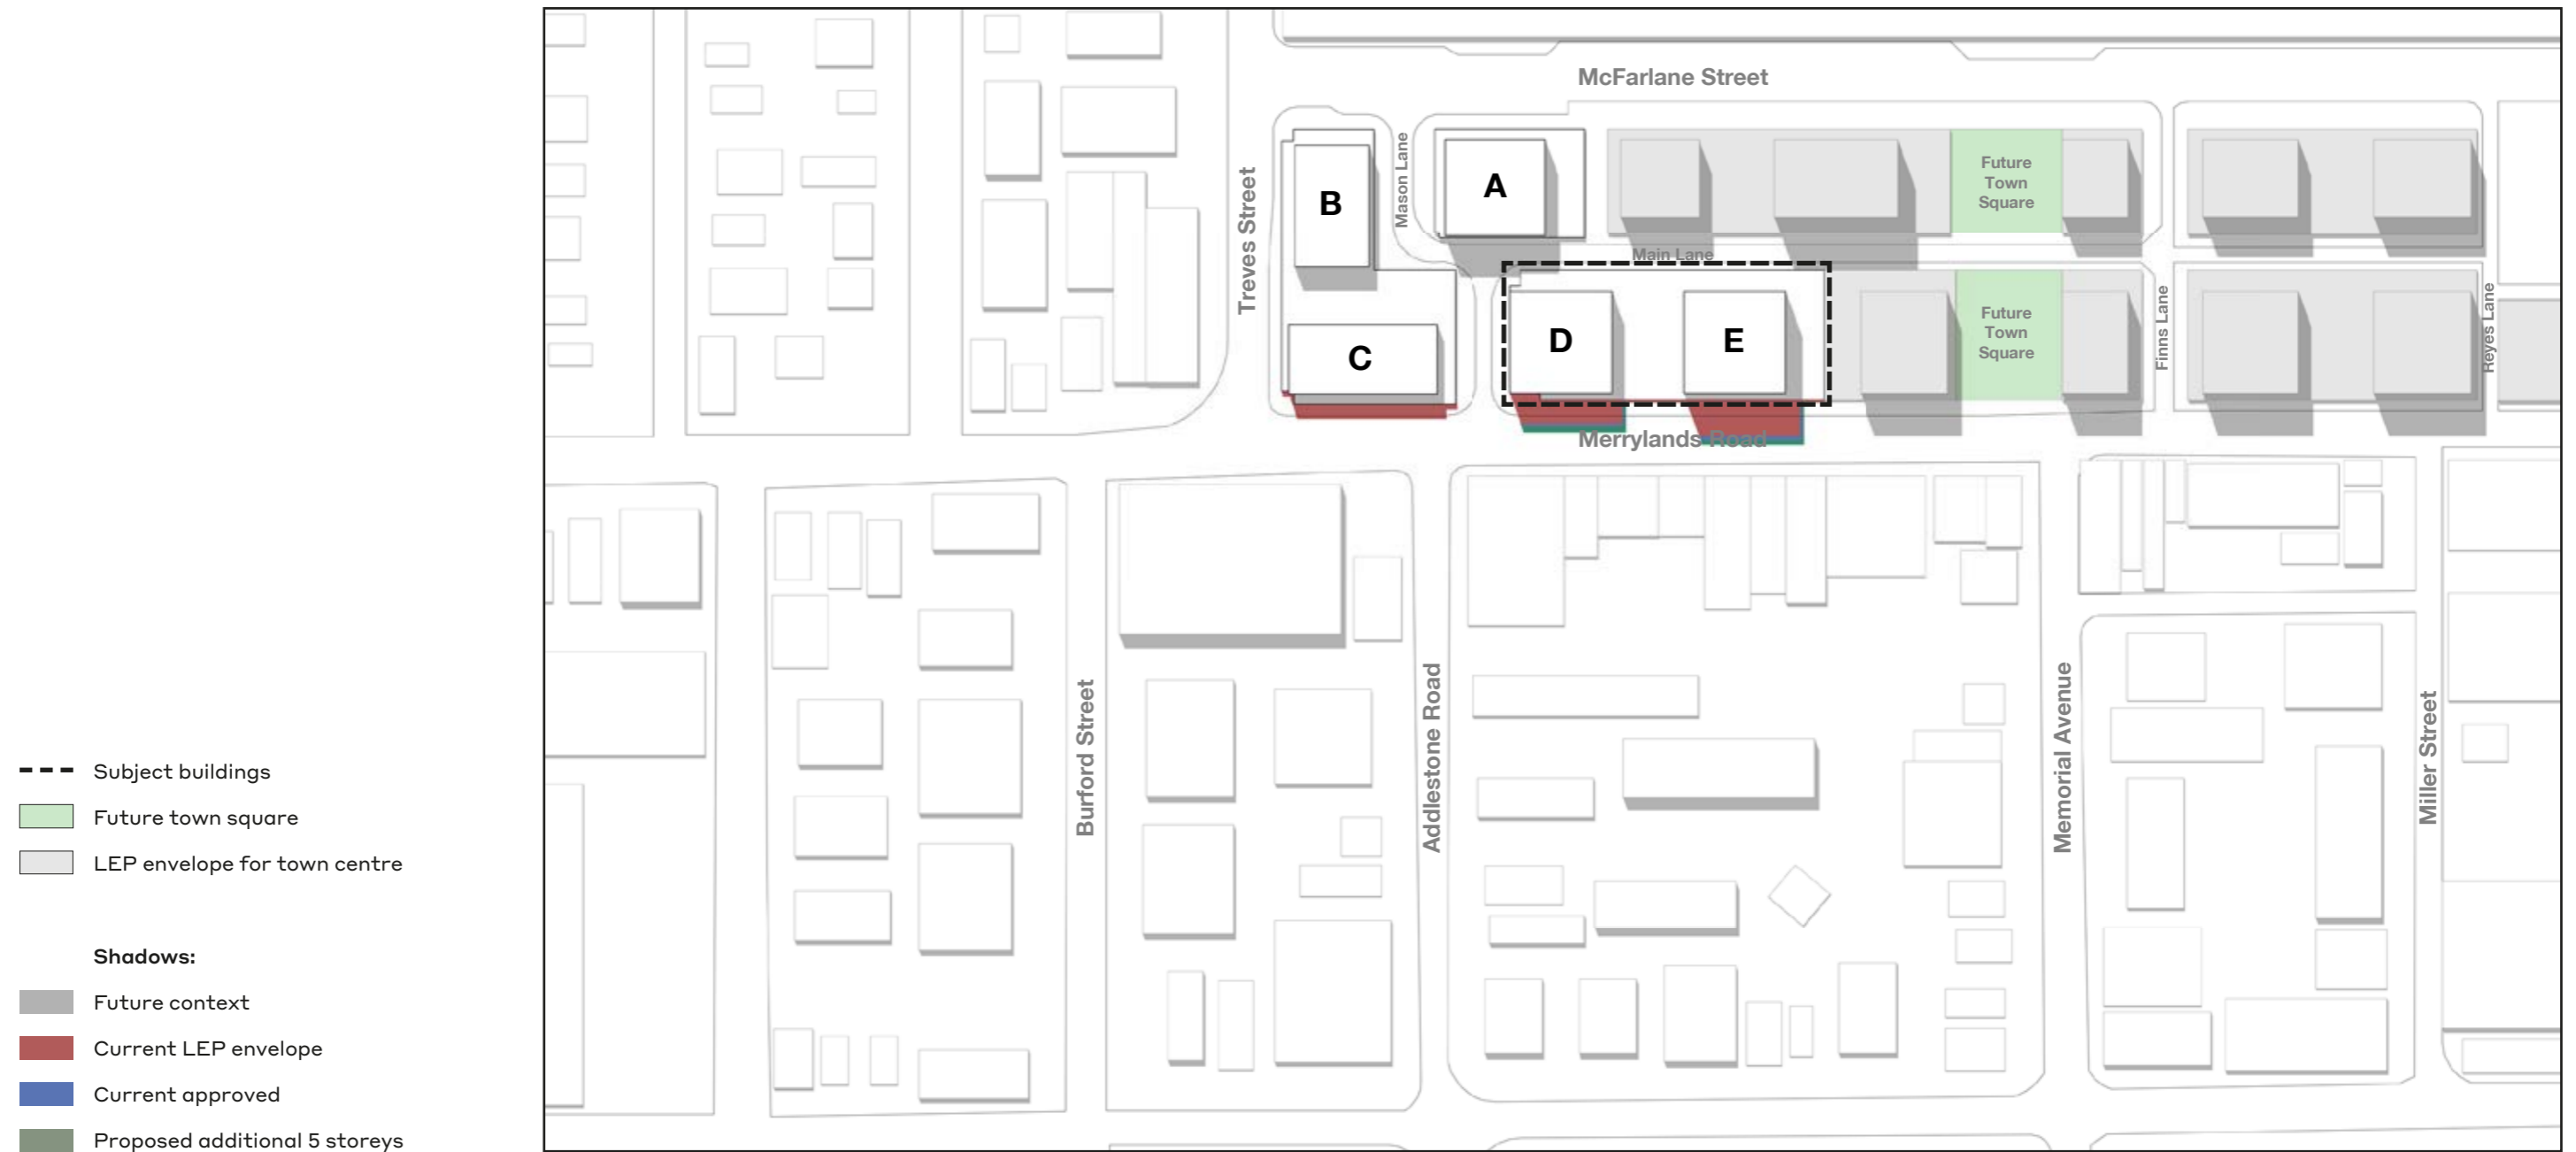 McFarlane Street
Treves Street
Mason Lane
B
A
C
Main Lane
D
E
Future
Town
Square
Future
Town
Square
Finns Lane
Reyes Lane
Merrylands Road
Burford Street
Addlestone Road
Memorial Avenue
Miller Street
Subject buildings
Future town square
LEP envelope for town centre
Shadows:
Future context
Current LEP envelope
Current approved
Proposed additional 5 storeys